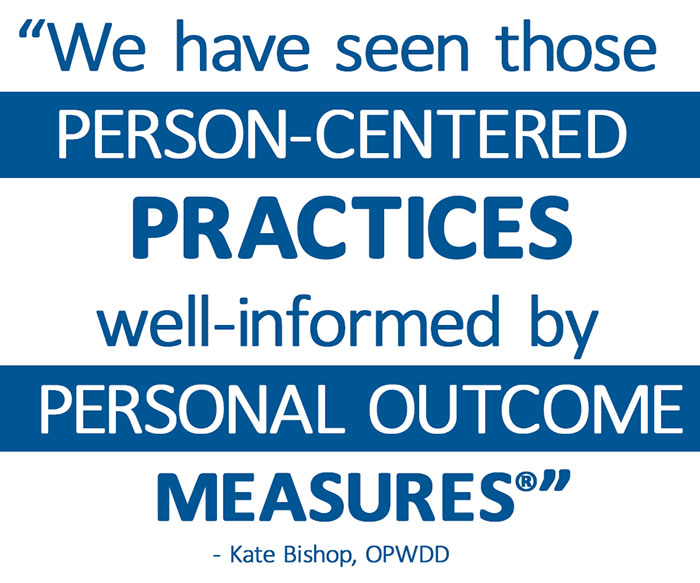 “We have seen those
PERSON-CENTERED
PRACTICES
well-informed by
PERSONAL OUTCOME
MEASURES®”
- Kate Bishop, OPWDD